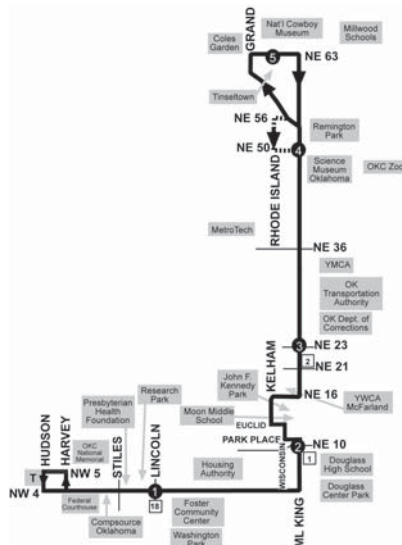 GRAND
Nat'l Cowboy
Museum
Millwood
Schools
Coles
Garden
5
NE 63
Tinseltown
NE 56
Remington
Park
NE 50
4
RHODE ISLAND
Science
Museum
Oklahoma
OKC Zoo
MetroTech
NE 36
YMCA
OK
Transportation
Authority
OK Dept. of
Corrections
3
NE 23
2
NE 21
KELHAM
John F.
Kennedy
Park
NE 16
YWCA
McFarland
Moon Middle
School
EUCLID
PARK PLACE
NE 10
2
1
WISCONSIN
Douglass
High School
Douglass
Center Park
ML KING
Research
Park
Presbyterian
Health
Foundation
HUDSON
HARVEY
OKC
National
Memorial
STILES
LINCOLN
NW 5
T
NW 4
Housing
Authority
1
18
Federal
Courthouse
Compsource
Oklahoma
Foster
Community
Center
Washington
Park